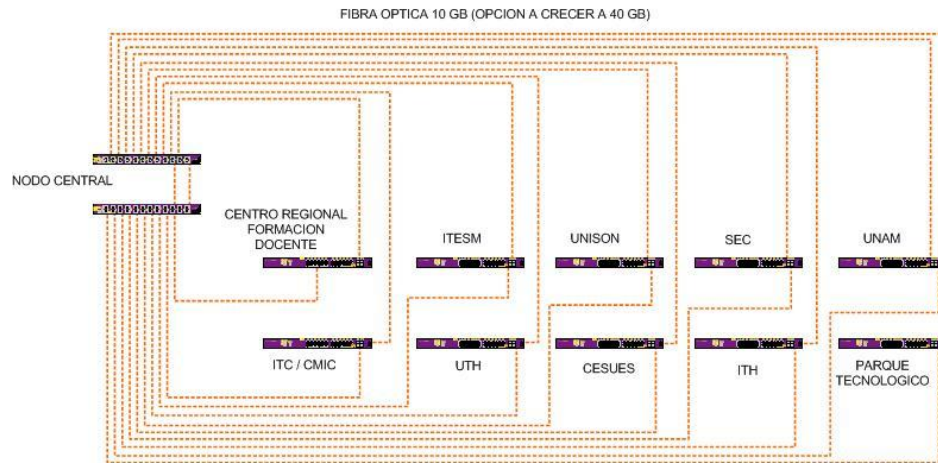 FIBRA OPTICA 10 GB (OPCION A CRECER A 40 GB)
NODO CENTRAL
CENTRO REGIONAL
FORMACION
DOCENTE
ITESM
UNISON
SEC
UNAM
ITC / CMIC
UTH
CESUES
ITH
PARQUE
TECNOLOGICO